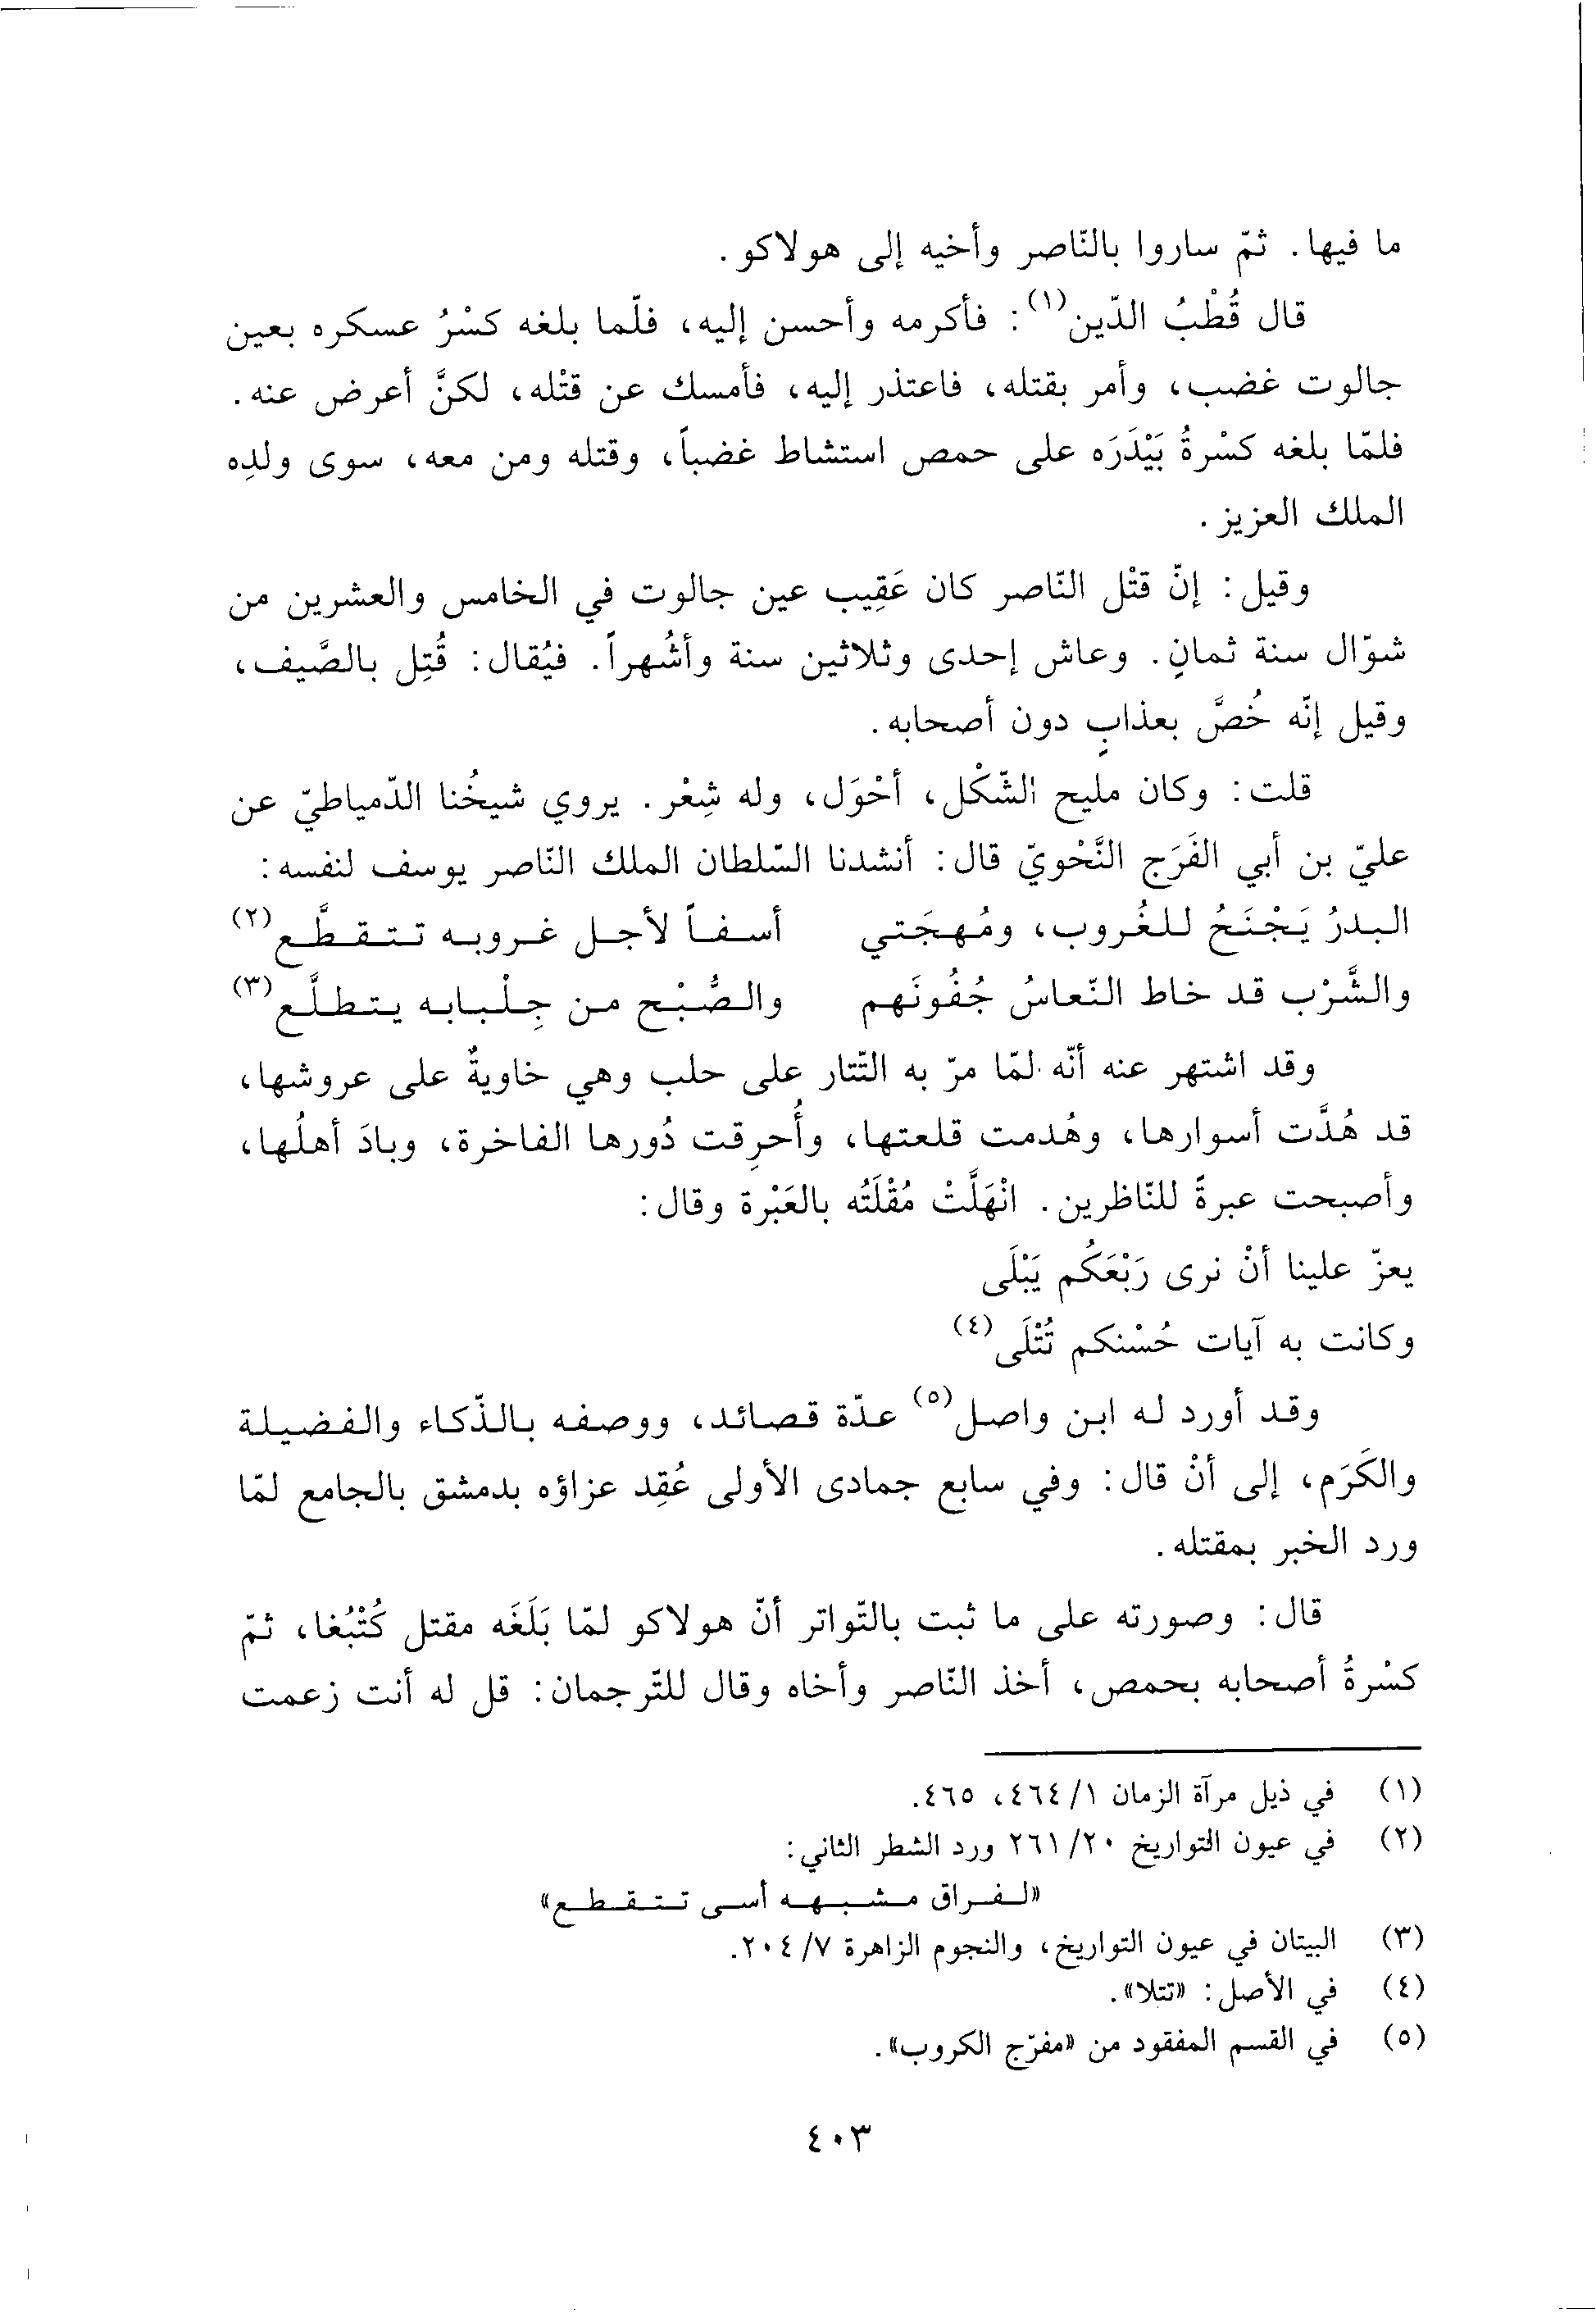 ما فيها. ثمّ ساروا بالنّاصر وأخيه إلى هولاكو.
قال قُطْبُ الدّين(١): فأكرمه وأحسن إليه، فلّما بلغه كسْرُ عسكره بعين
جالوت غضب، وأمر بقتله، فاعتذر إليه، فأمسك عن قتْله، لكنَّ أعرض عنه.
فلمّا بلغه كسْرةُ بَيْدَرَه على حمص استشاط غضباً، وقتله ومن معه، سوى ولدِه
الملك العزيز.
وقيل: إنّ قتْل النّاصر كان عَقِيب عين جالوت في الخامس والعشرين من
شوّال سنة ثمانٍ. وعاش إحدى وثلاثين سنة وأشُهراً. فيُقال: قُتِل بالصَّيف،
وقيل إنّه خُصَّ بعذابٍ دون أصحابه.
قلت: وكان مليح الشّكْل، أحْوَل، وله شِعْر. يروي شيخُنا الدّمياطيّ عن
عليّ بن أبي الفَرَج النَّحْويّ قال: أنشدنا السّلطان الملك النّاصر يوسف لنفسه:
البدرُ يَجْنَحُ للغُروب، ومُهجَتي أسفاً لأجل غروبه تتقطَّع(٢)
والشَّرْب قد خاط النّعاسُ جُفُونَهم والصُّبْح من جِلْبابه يتطلَّع(٣)
وقد اشتهر عنه أنّه لمّا مرّ به التّتار على حلب وهي خاويةٌ على عروشها،
قد هُدَّت أسوارها، وهُدمت قلعتها، وأُحرِقت دُورها الفاخرة، وبادَ أهلُها،
وأصبحت عبرةً للنّاظرين. انْهَلَّتْ مُقْلَتُه بالعَبْرة وقال:
يعزّ علينا أنْ نرى رَبْعَكُم يَبْلَى
وكانت به آيات حُسْنكم تُتْلَى(٤)
وقد أورد له ابن واصل(٥) عدّة قصائد، ووصفه بالذّكاء والفضيلة
والكَرَم، إلى أنْ قال: وفي سابع جمادى الأولى عُقِد عزاؤه بدمشق بالجامع لمّا
ورد الخبر بمقتله.
قال: وصورته على ما ثبت بالتّواتر أنّ هولاكو لمّا بَلَغَه مقتل كُتْبُغا، ثمّ
كسْرةُ أصحابه بحمص، أخذ النّاصر وأخاه وقال للتّرجمان: قل له أنت زعمت
(١) في ذيل مرآة الزمان ١/٤٦٤، ٤٦٥.
(٢) في عيون التواريخ ٢٠/٢٦١ ورد الشطر الثاني:
«لفراق مشبهه أسى تتقطع»
(٣) البيتان في عيون التواريخ، والنجوم الزاهرة ٧/٢٠٤.
(٤) في الأصل: «تتلا».
(٥) في القسم المفقود من «مفرّج الكروب».
٤٠٣